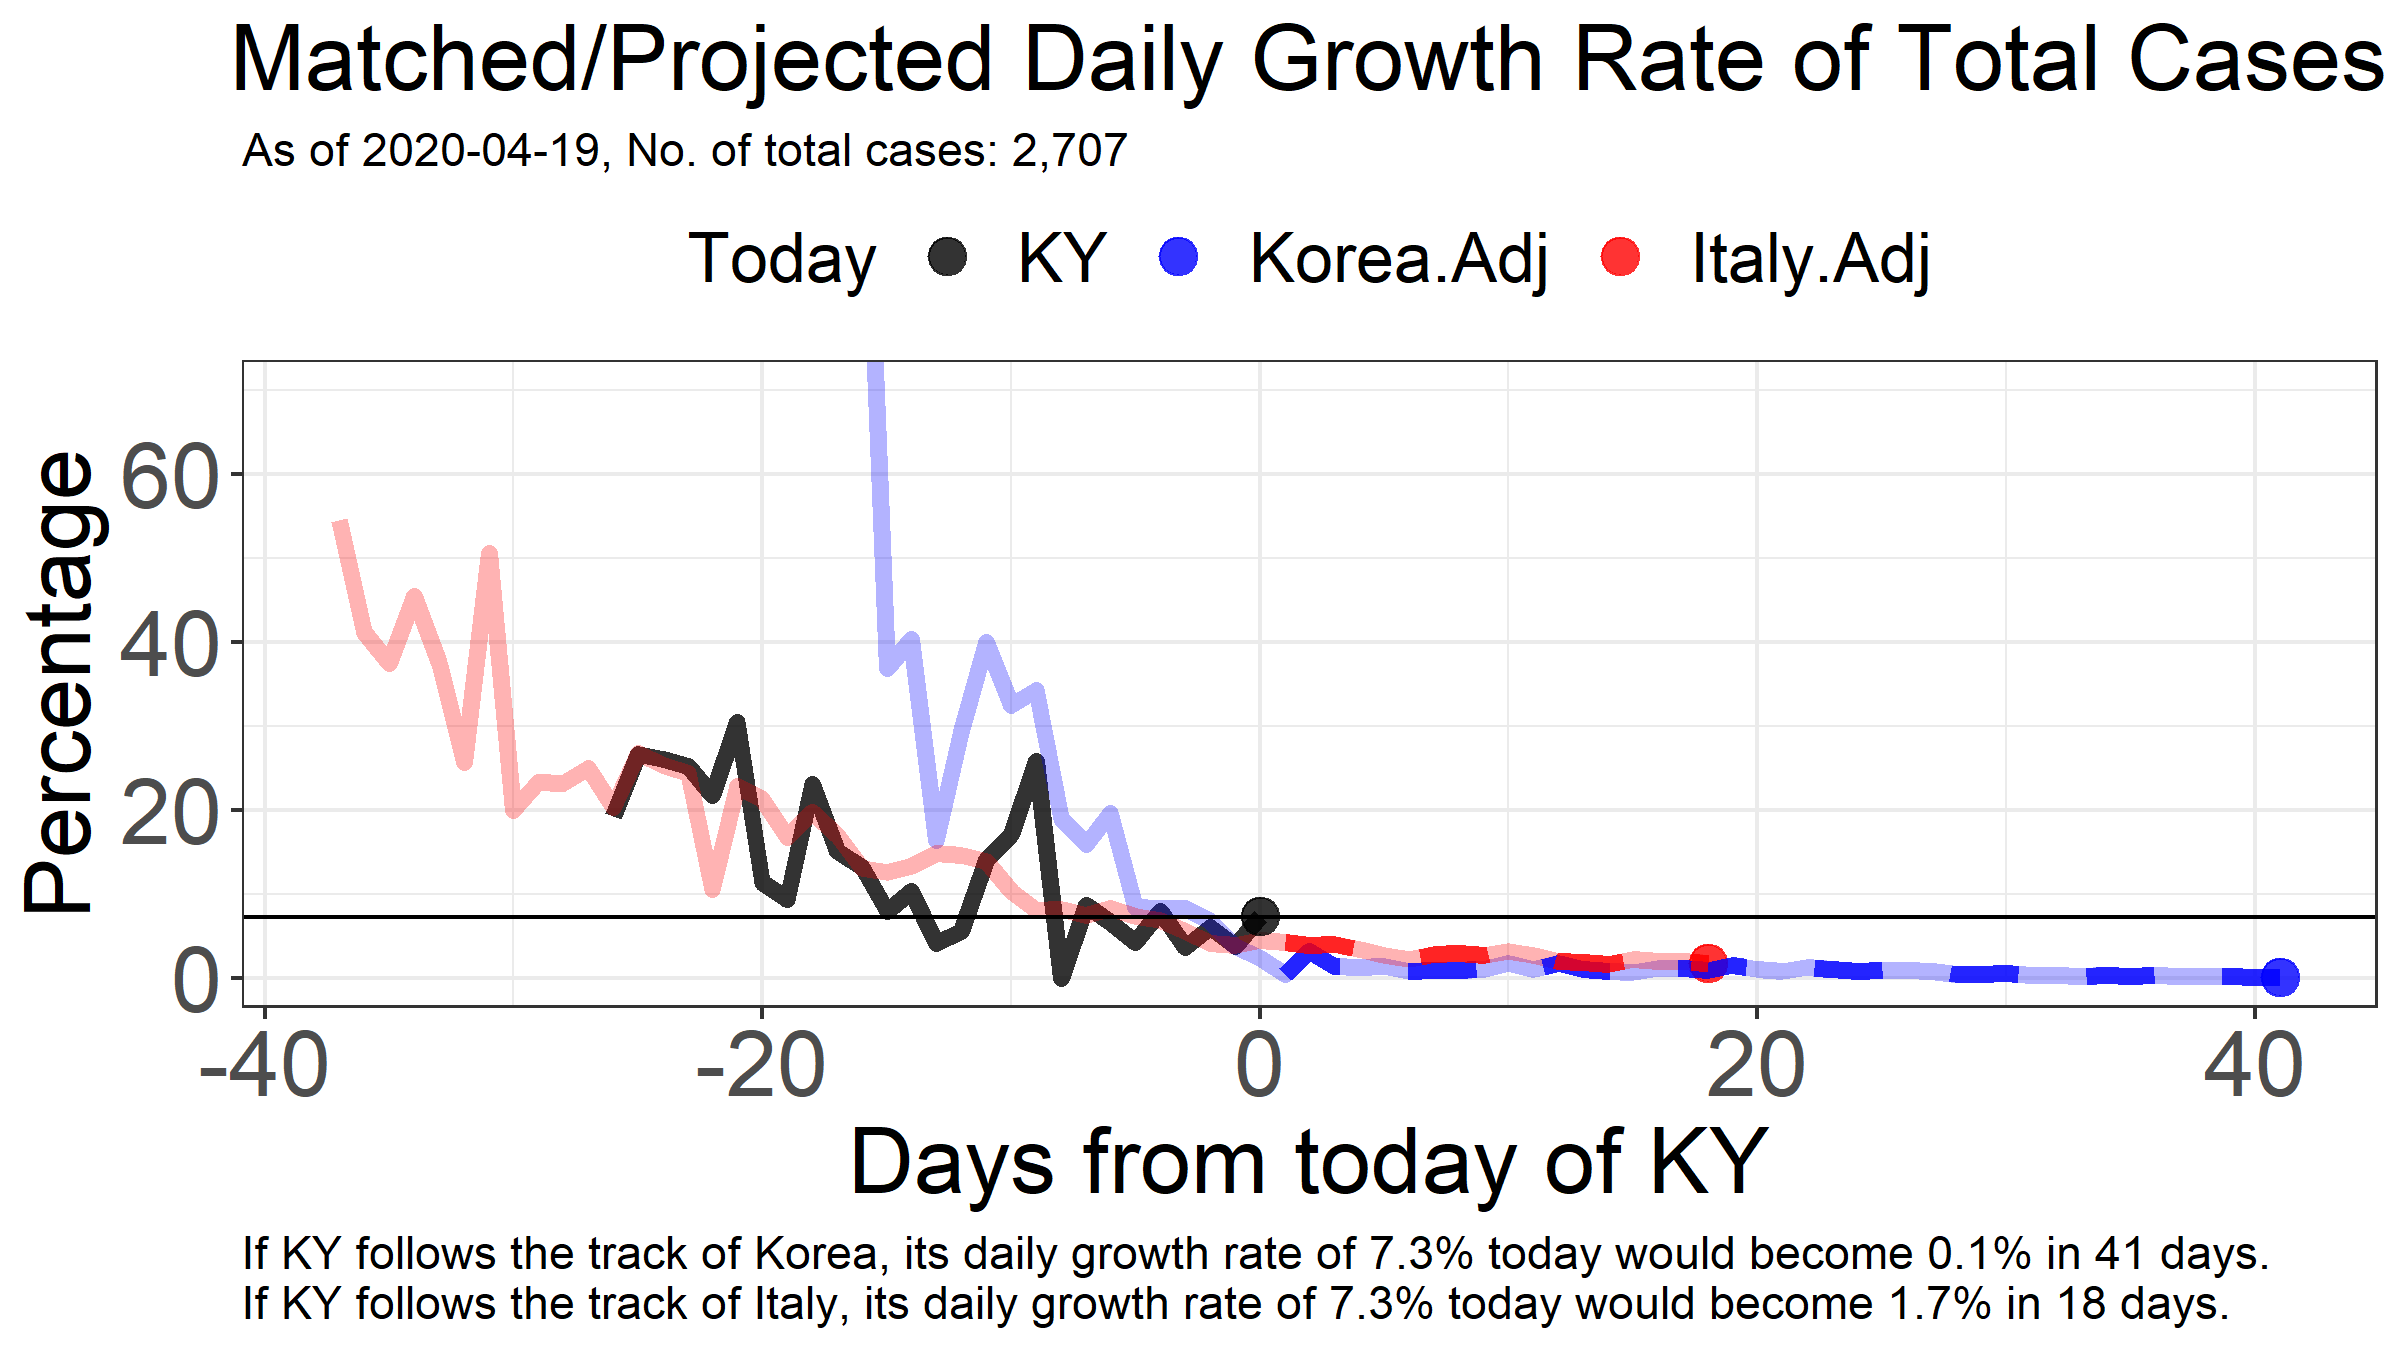 Matched/Projected Daily Growth Rate of Total Cases
As of 2020-04-19, No. of total cases: 2,707
Today KY Korea.Adj Italy.Adj
Percentage
60
40
20
0
-40 -20 0 20 40
Days from today of KY
If KY follows the track of Korea, its daily growth rate of 7.3% today would become 0.1% in 41 days.
If KY follows the track of Italy, its daily growth rate of 7.3% today would become 1.7% in 18 days.